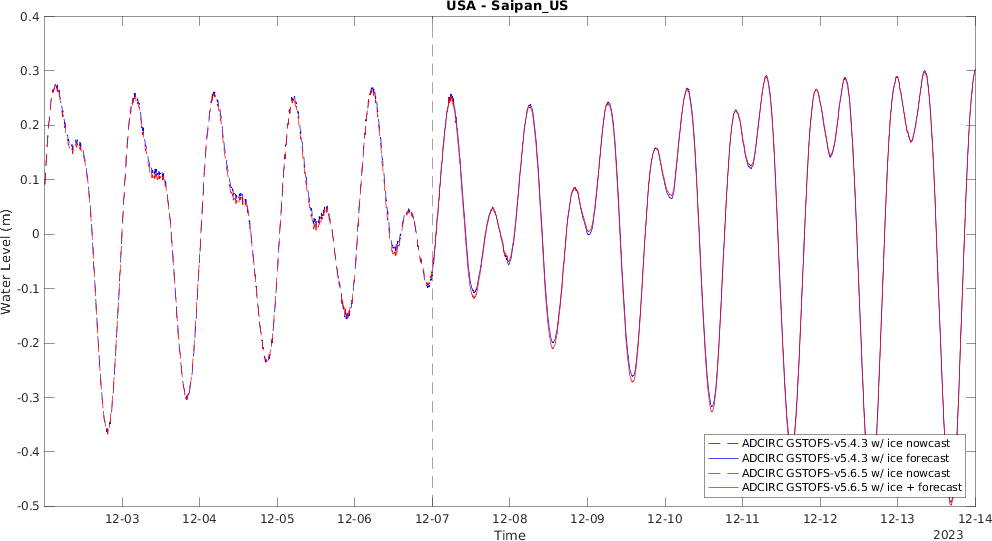 USA - Saipan_US
0.4
0.3
0.2
0.1
0
-0.1
-0.2
-0.3
-0.4
-0.5
Water Level (m)
ADCIRC GSTOFS-v5.4.3 w/ ice nowcast
ADCIRC GSTOFS-v5.4.3 w/ ice forecast
ADCIRC GSTOFS-v5.6.5 w/ ice nowcast
ADCIRC GSTOFS-v5.6.5 w/ ice + forecast
12-03 12-04 12-05 12-06 12-07 12-08 12-09 12-10 12-11 12-12 12-13 12-14
Time
2023